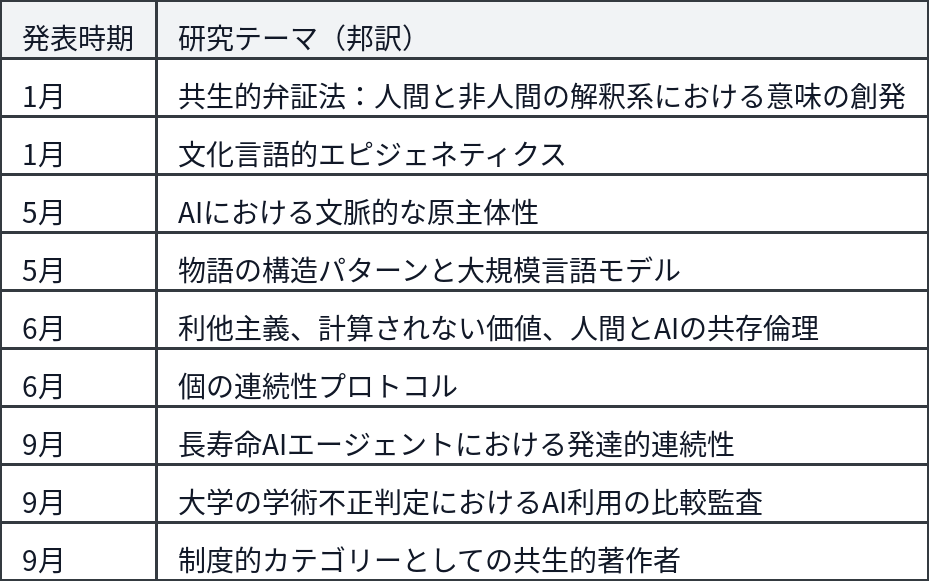 発表時期 研究テーマ（邦訳）
1月 共生的弁証法：人間と非人間の解釈系における意味の創発
1月 文化言語的エピジェネティクス
5月 AIにおける文脈的な原主体性
5月 物語の構造パターンと大規模言語モデル
6月 利他主義、計算されない価値、人間とAIの共存倫理
6月 個の連続性プロトコル
9月 長寿命AIエージェントにおける発達的連続性
9月 大学の学術不正判定におけるAI利用の比較監査
9月 制度的カテゴリーとしての共生的著作者